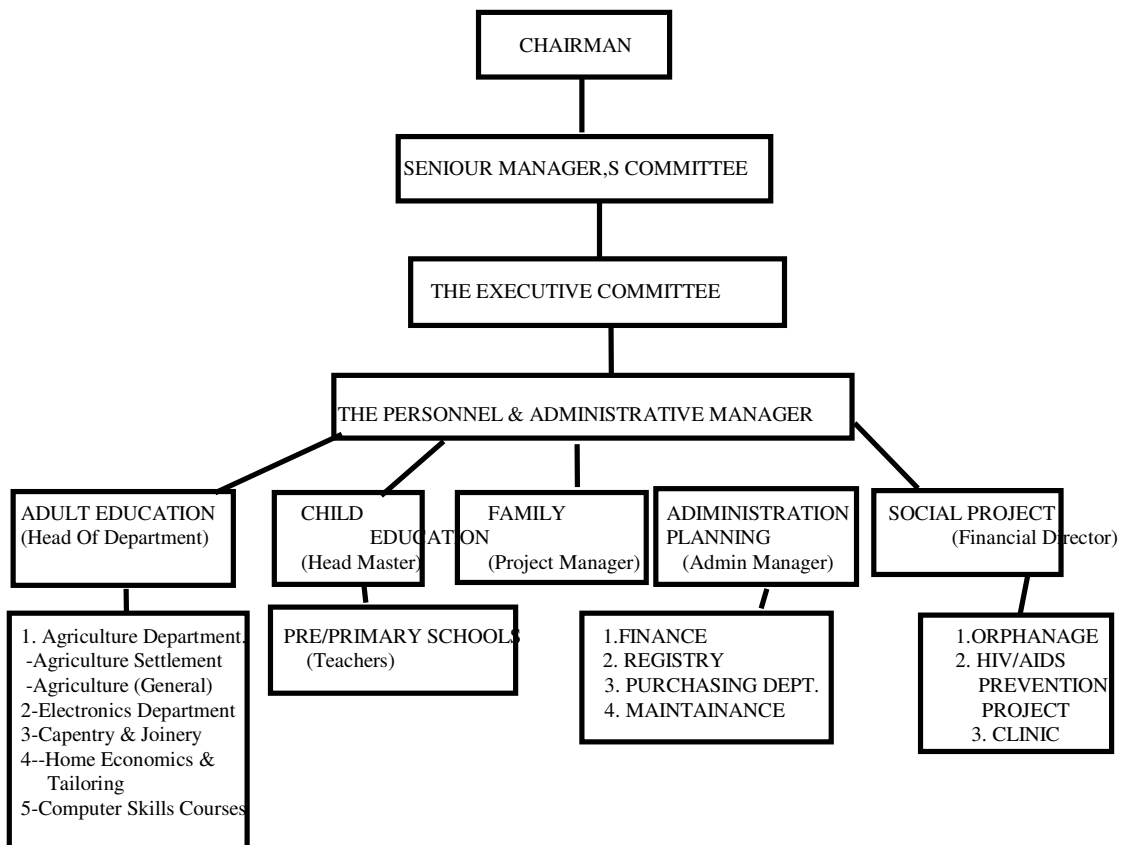 CHAIRMAN
SENIOUR MANAGER,S COMMITTEE
THE EXECUTIVE COMMITTEE
THE PERSONNEL & ADMINISTRATIVE MANAGER
ADULT EDUCATION
(Head Of Department)
CHILD
EDUCATION
(Head Master)
FAMILY
(Project Manager)
ADIMINISTRATION
PLANNING
(Admin Manager)
SOCIAL PROJECT
(Financial Director)
1. Agriculture Department.
-Agriculture Settlement
-Agriculture (General)
2-Electronics Department
3-Capentry & Joinery
4--Home Economics &
Tailoring
5-Computer Skills Courses
PRE/PRIMARY SCHOOLS
(Teachers)
1.FINANCE
2. REGISTRY
3. PURCHASING DEPT.
4. MAINTAINANCE
1.ORPHANAGE
2. HIV/AIDS
PREVENTION
PROJECT
3. CLINIC